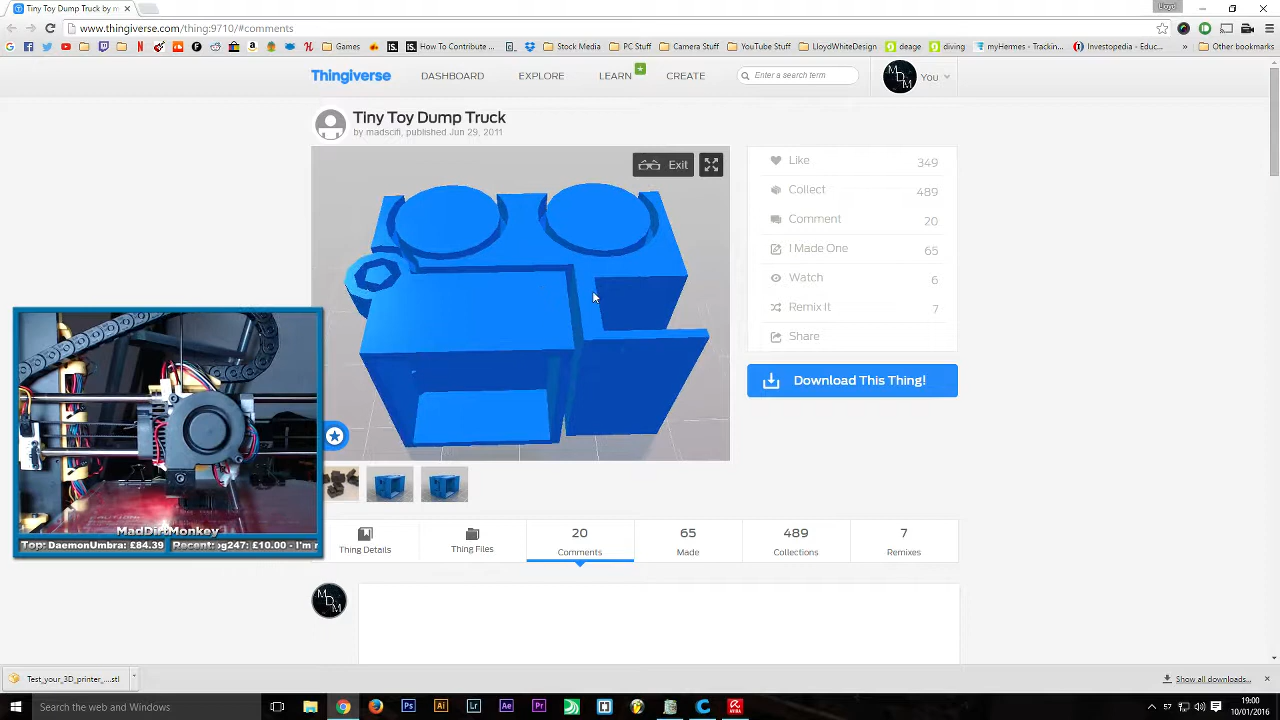 Tiny Toy Dump Truck by m
Lloyd
www.thingiverse.com/thing:9710/#comments
Games
How To Contribute ...
Stock Media
PC Stuff
Camera Stuff
YouTube Stuff
LloydWhiteDesign
deage
diving
myHermes - Trackin...
Investopedia - Educ...
»
Other bookmarks
Thingiverse
DASHBOARD
EXPLORE
LEARN
CREATE
Enter a search term
You
Tiny Toy Dump Truck
by madscifi, published Jun 29, 2011
Exit
Like 349
Collect 489
Comment 20
I Made One 65
Watch 6
Remix It 7
Share
Download This Thing!
MadDirtMonkey
Top: DaemonUmbra: £84.39
Recent: og247: £10.00 - I'm r
Thing Details
Thing Files
20
Comments
65
Made
489
Collections
7
Remixes
Test_your_3D_printer_....stl
Show all downloads...
Search the web and Windows
19:00
10/01/2016